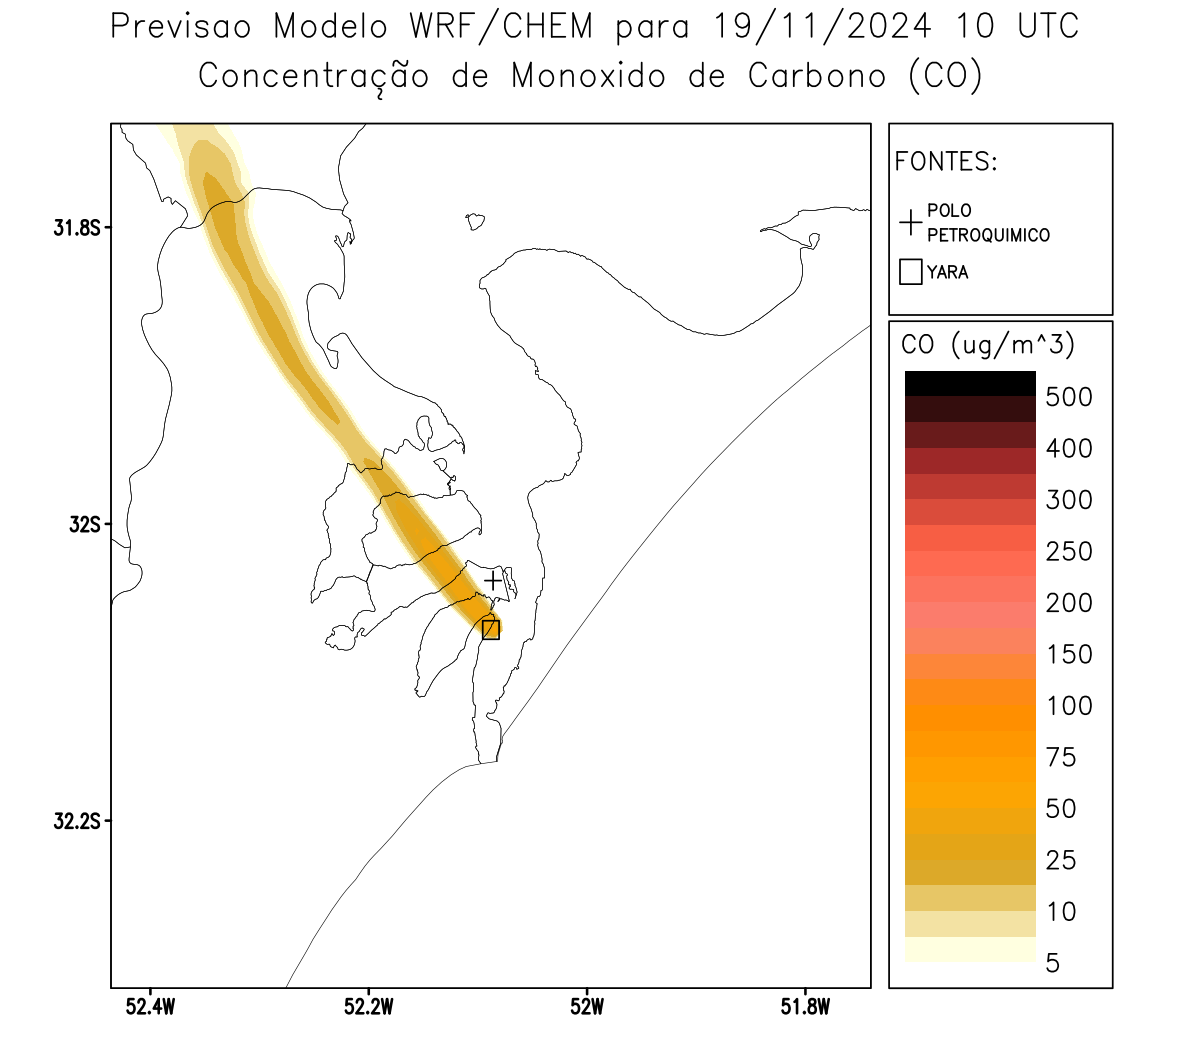 Previsao Modelo WRF/CHEM para 19/11/2024 10 UTC
Concentração de Monoxido de Carbono (CO)
FONTES:
POLO
PETROQUIMICO
YARA
CO (ug/m^3)
500
400
300
250
200
150
100
75
50
25
10
5
31.8S
32S
32.2S
52.4W
52.2W
52W
51.8W